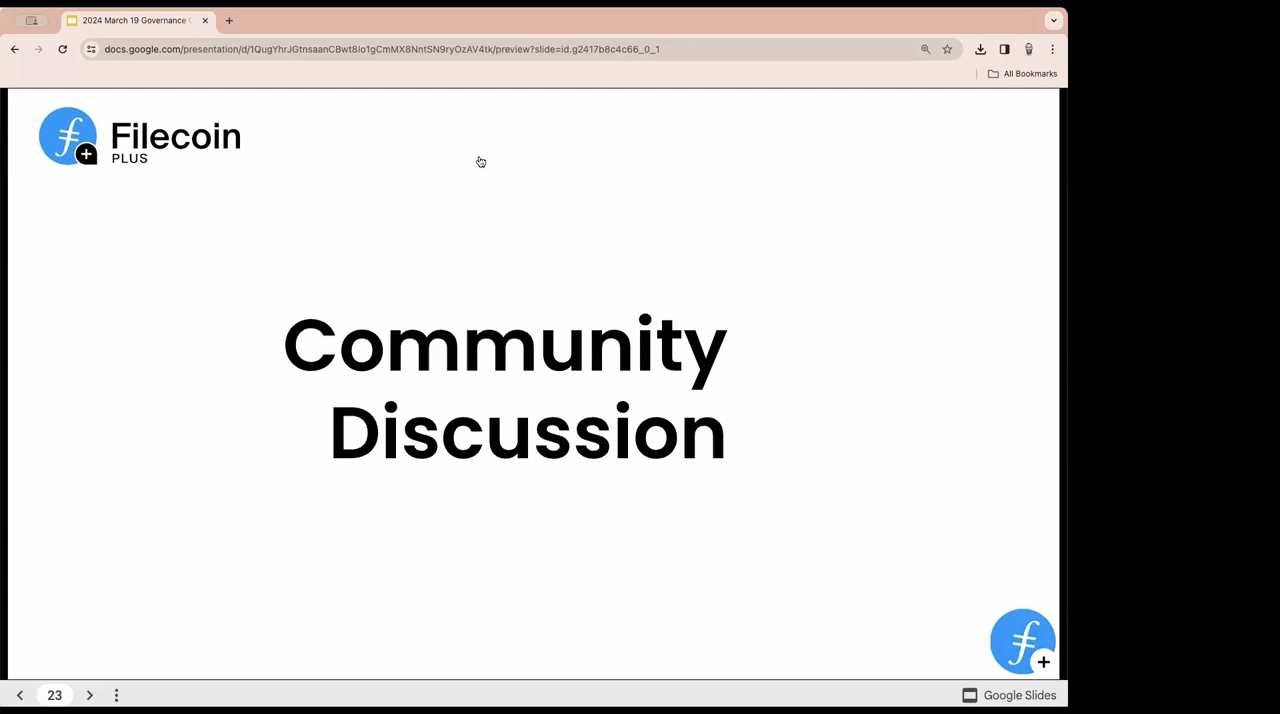 2024 March 19 Governance C
docs.google.com/presentation/d/1QugYhrJGtnsaanCBwt8Io1gCmMX8NntSN9ryOzAV4tk/preview?slide=id.g2417b8c4c66_0_1
All Bookmarks
Filecoin
PLUS
Community
Discussion
23
Google Slides